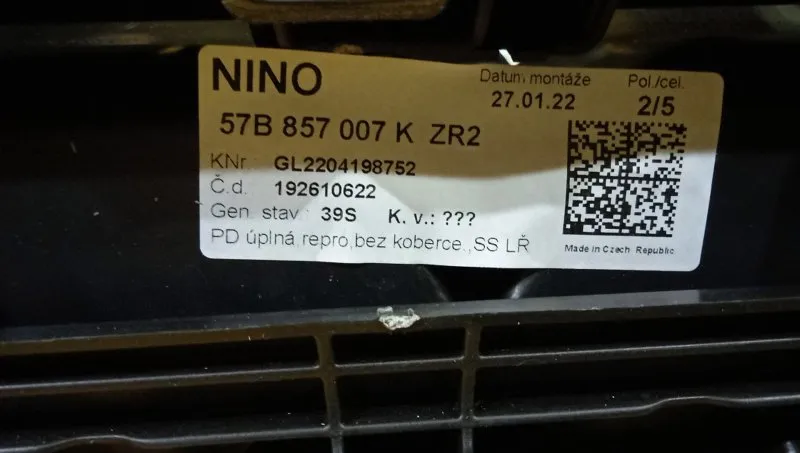 NINO
Datum montáže
Pol./cel.
27.01.22
2/5
57B 857 007 K ZR2
KNr GL2204198752
Č.d. 192610622
Gen. stav: 39S K. v.: ???
PD úplná,repro,bez koberce.,SS LŘ
Made in Czech Republic